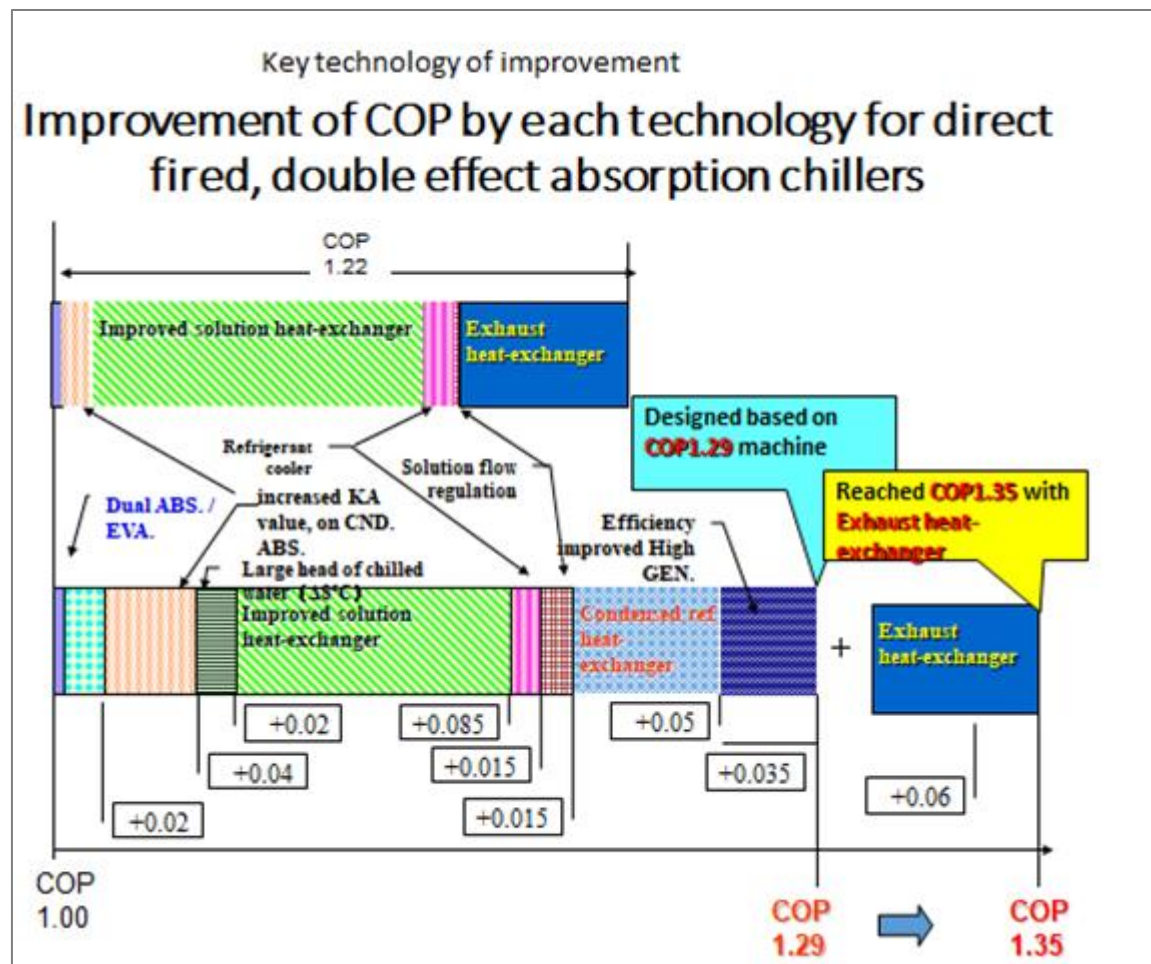 Key technology of improvement
Improvement of COP by each technology for direct
fired, double effect absorption chillers
COP
1.22
Improved solution heat-exchanger
Exhaust
heat-exchanger
Designed based on
COP1.29 machine
Reached COP1.35 with
Exhaust heat-
exchanger
Refrigerant
cooler
Solution flow
regulation
Dual ABS. /
EVA.
increased KA
value, on CND.
ABS.
Efficiency
improved High
GEN.
Large head of chilled
water (Δ8°C)
Improved solution
heat-exchanger
Condensed ref
heat-
exchanger
+
Exhaust
heat-exchanger
+0.02
+0.085
+0.05
+0.04
+0.015
+0.035
+0.02
+0.015
+0.06
COP
1.00
COP
1.29
COP
1.35